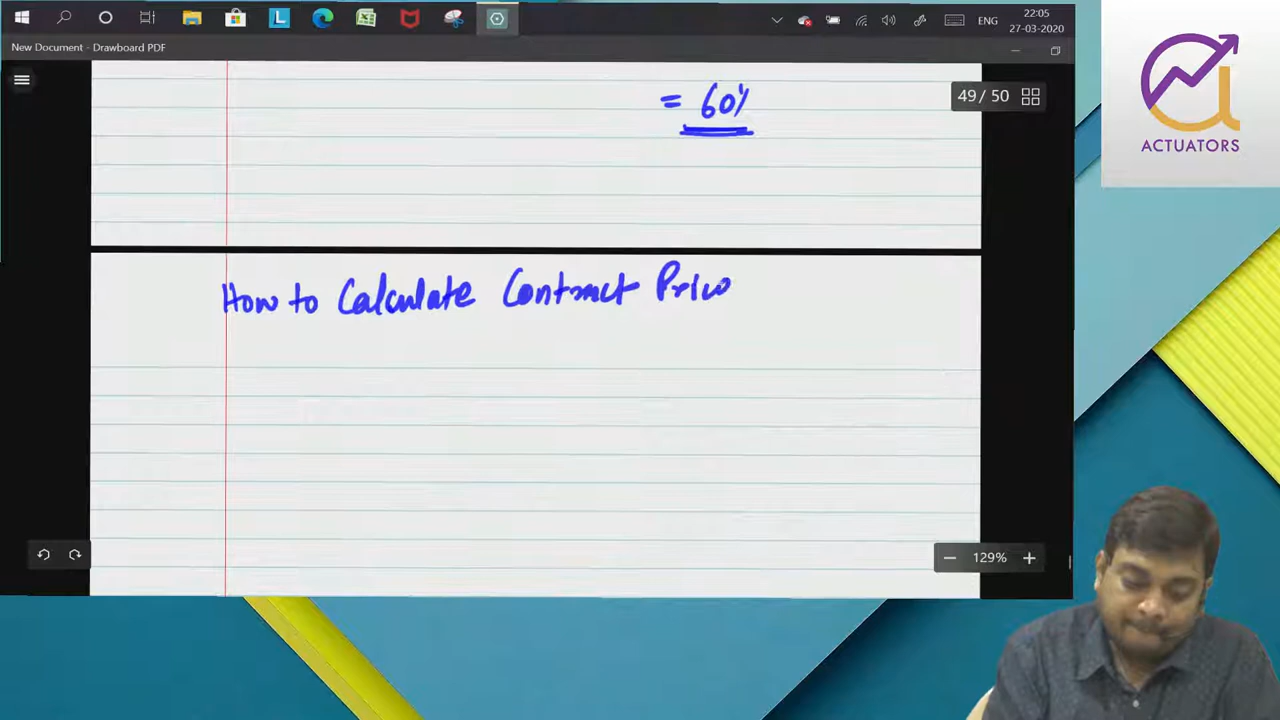 22:05
ENG
27-03-2020
New Document - Drawboard PDF
= 60%
49 / 50
ACTUATORS
How to Calculate Contract Price
129%